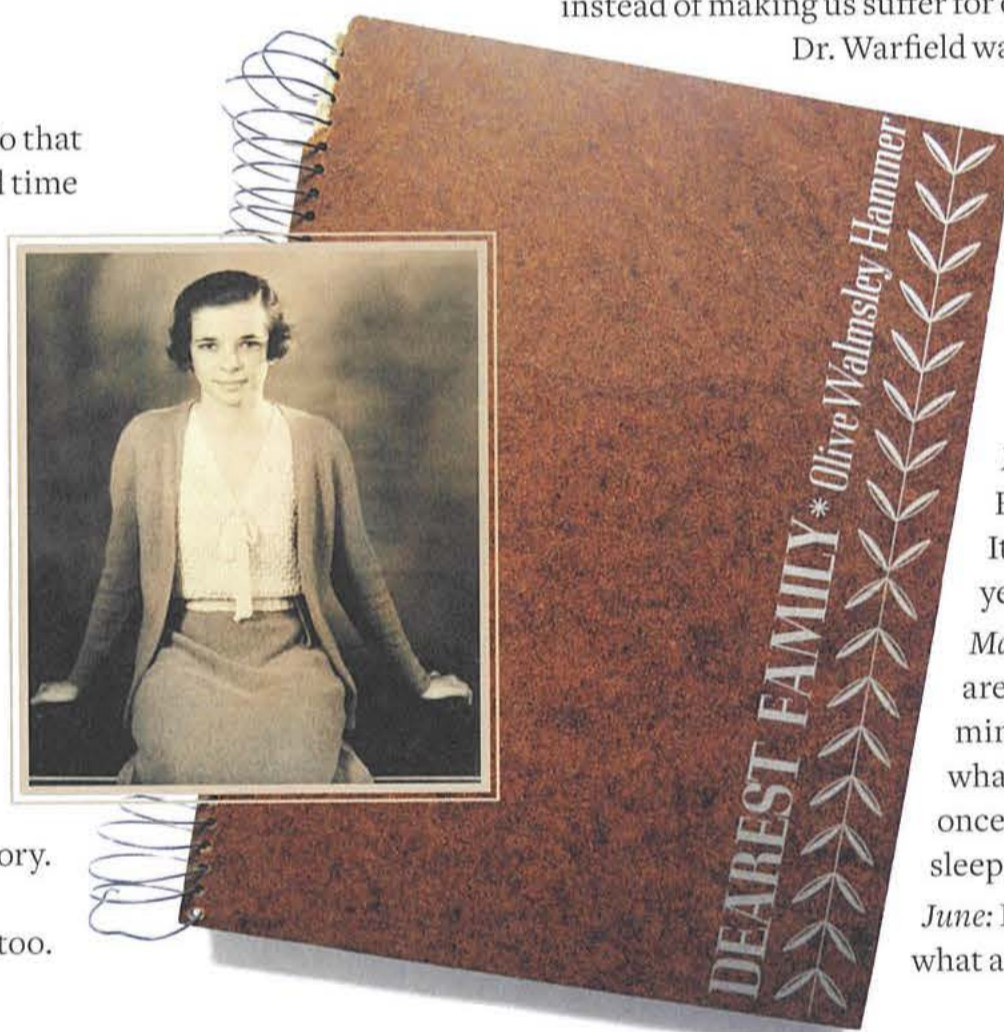 instead of making us suffer for
Dr. Warfield wa
o that
time
ory.
too.
DEAREST FAMILY * Olive Walmsley Hammer
It
ye
Ma
are
min
wha
once
sleep
June:
what a